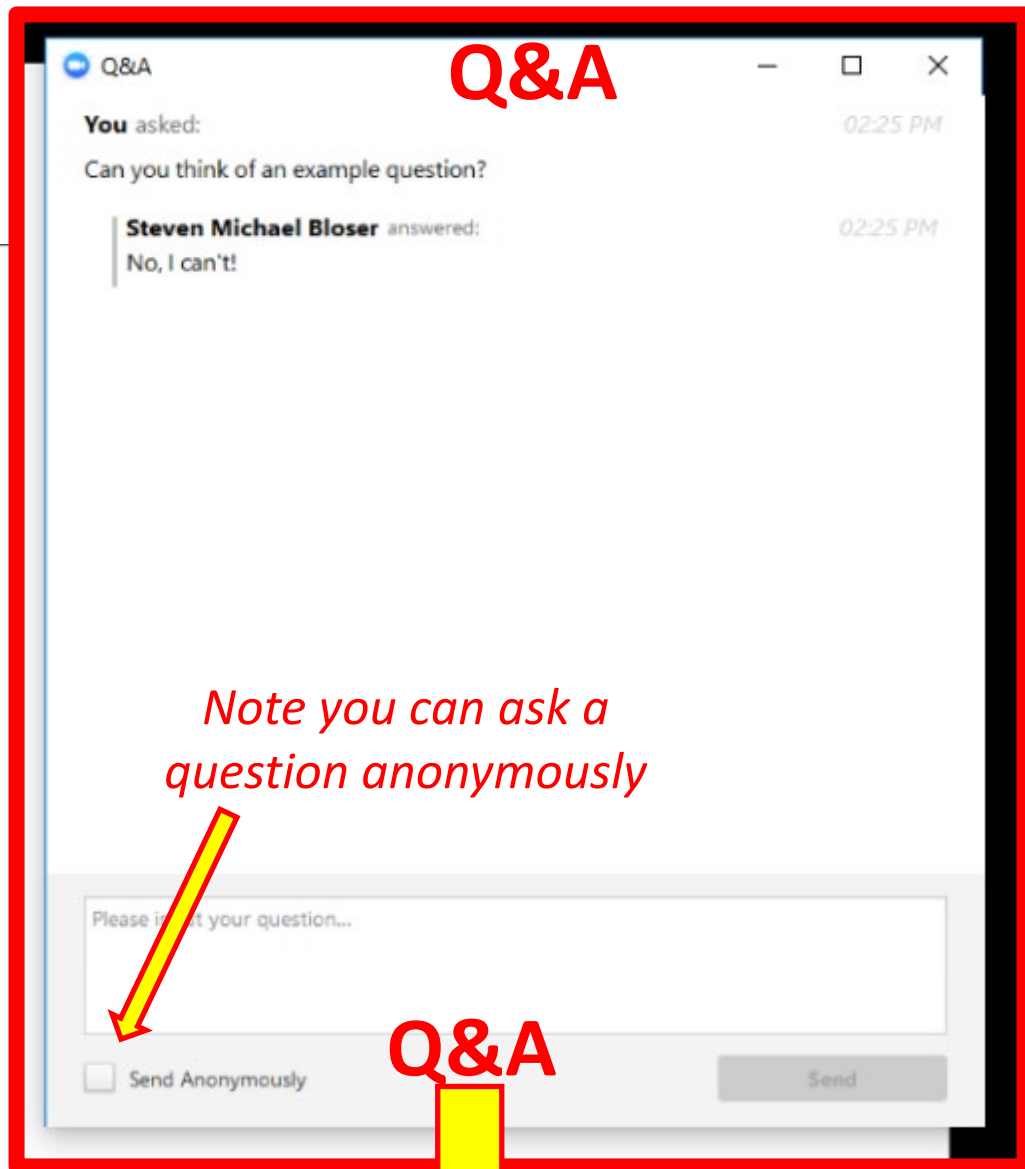 Q&A
Q&A
You asked:
02:25 PM
Can you think of an example question?
Steven Michael Bloser answered:
02:25 PM
No, I can't!
Note you can ask a
question anonymously
Please in t your question...
Q&A
Send Anonymously
Send